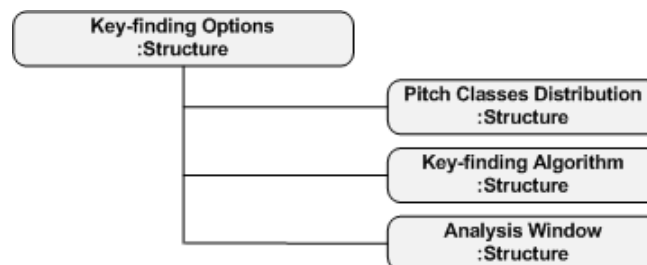 Key-finding Options
:Structure
Pitch Classes Distribution
:Structure
Key-finding Algorithm
:Structure
Analysis Window
:Structure